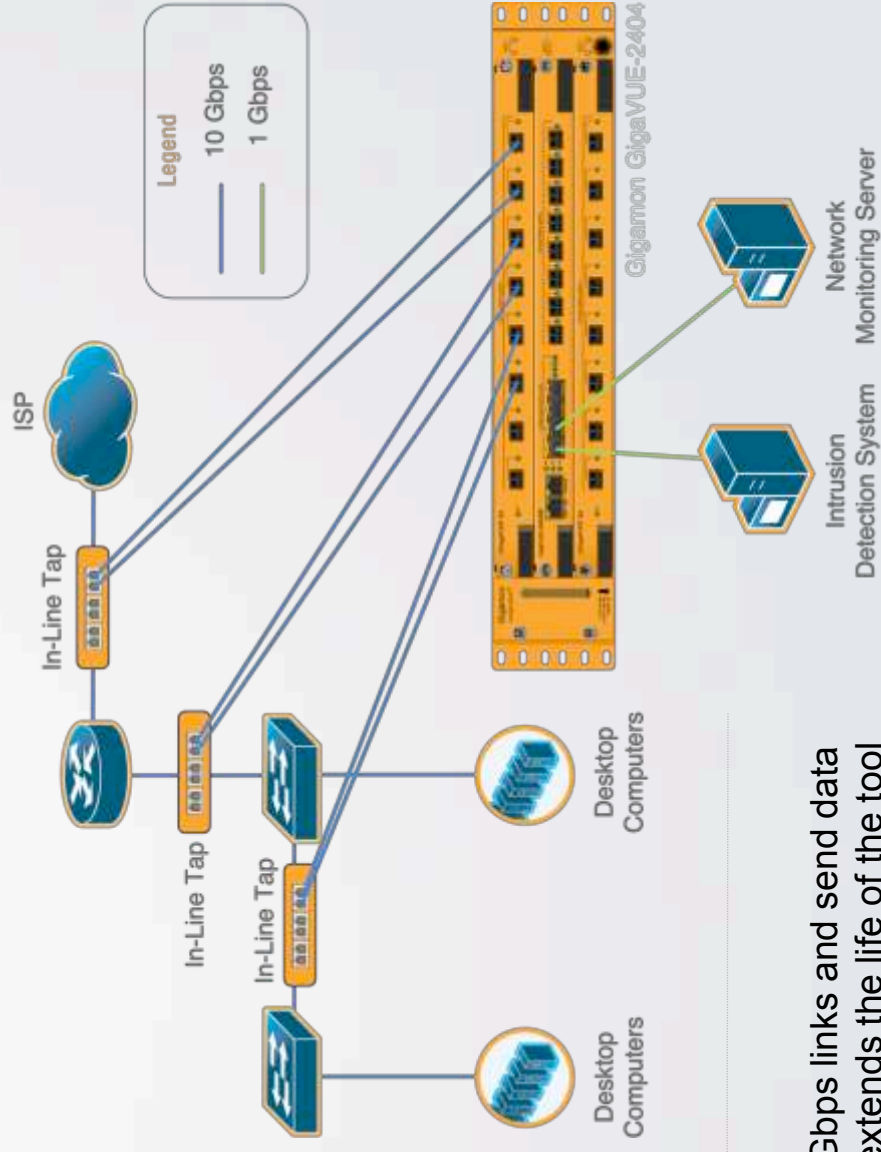 Legend
10 Gbps
1 Gbps
ISP
In-Line Tap
In-Line Tap
In-Line Tap
Gigamon GigaVUE-2404
Desktop
Computers
Desktop
Computers
Intrusion
Detection System
Network
Monitoring Server
Gbps links and send data
extends the life of the tool